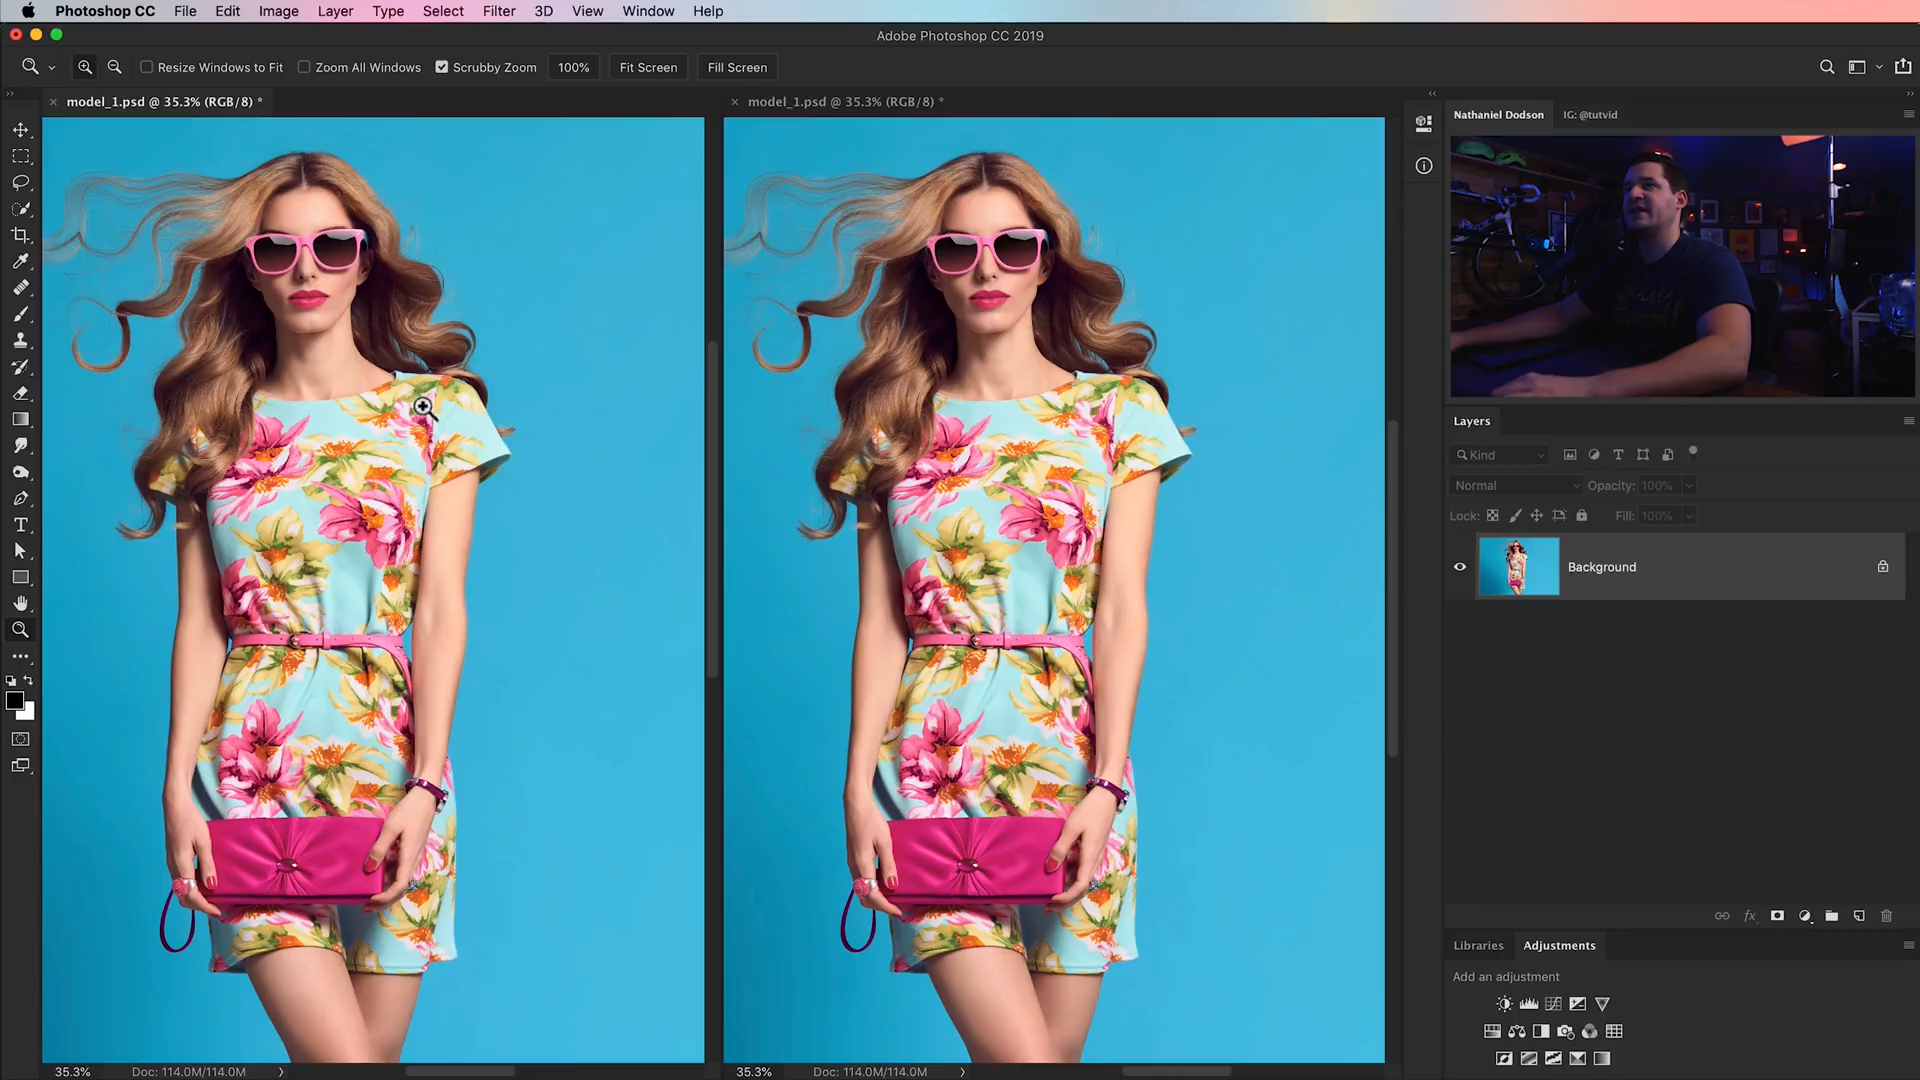 Photoshop CC File Edit Image Layer Type Select Filter 3D View Window Help
Adobe Photoshop CC 2019
Resize Windows to Fit Zoom All Windows Scrubby Zoom 100% Fit Screen Fill Screen
model_1.psd @ 35.3% (RGB/8) * model_1.psd @ 35.3% (RGB/8) *
Nathaniel Dodson IG: @tutvid
Layers
Kind
Normal Opacity: 100%
Lock: Fill: 100%
Background
Libraries Adjustments
Add an adjustment
35.3% Doc: 114.0M/114.0M 35.3% Doc: 114.0M/114.0M